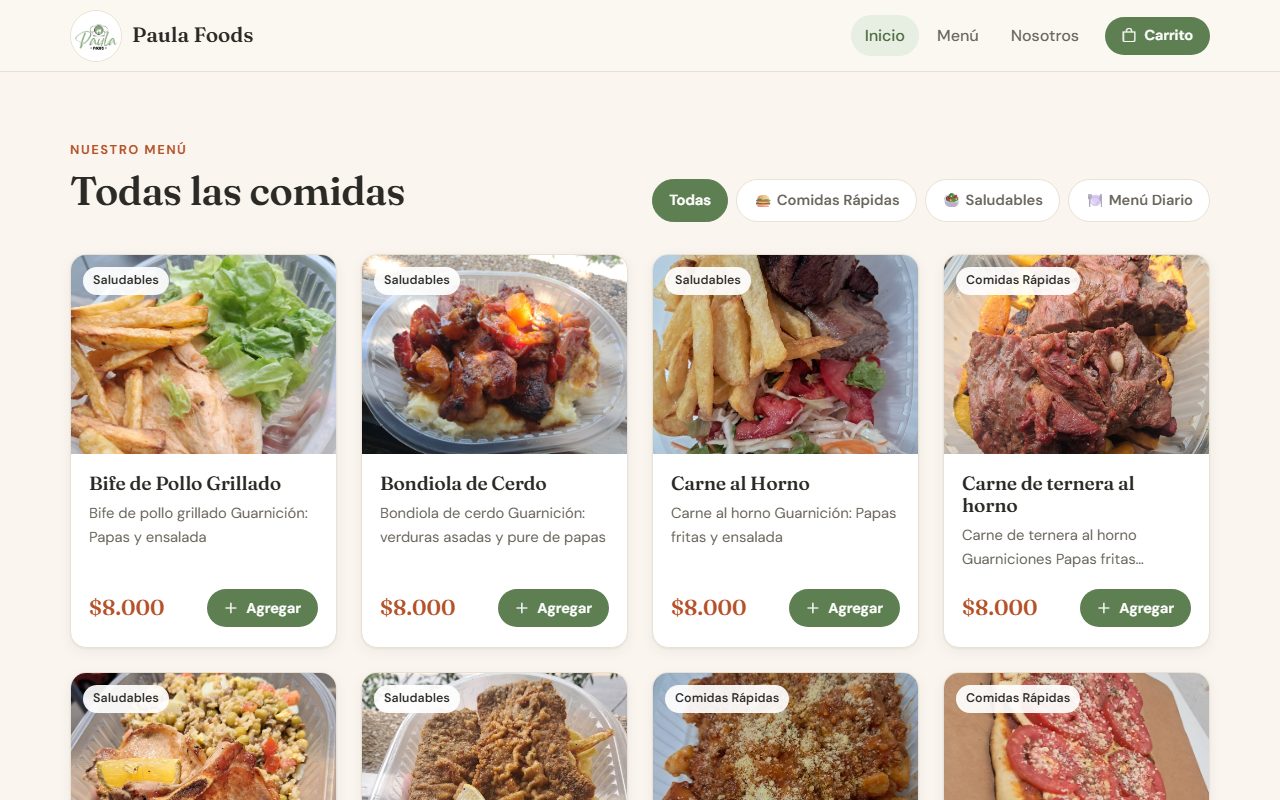 Paula
FOODS
Paula Foods
Inicio
Menú
Nosotros
Carrito
NUESTRO MENÚ
Todas las comidas
Todas
Comidas Rápidas
Saludables
Menú Diario
Saludables
Saludables
Saludables
Comidas Rápidas
Bife de Pollo Grillado
Bife de pollo grillado Guarnición:
Papas y ensalada
$8.000
Agregar
Bondiola de Cerdo
Bondiola de cerdo Guarnición:
verduras asadas y pure de papas
$8.000
Agregar
Carne al Horno
Carne al horno Guarnición: Papas
fritas y ensalada
$8.000
Agregar
Carne de ternera al
horno
Carne de ternera al horno
Guarniciones Papas fritas...
$8.000
Agregar
Saludables
Saludables
Comidas Rápidas
Comidas Rápidas